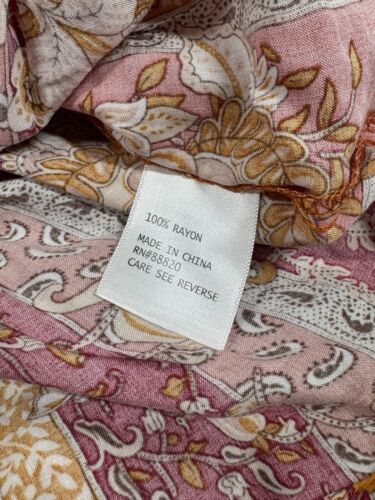 100% RAYON
MADE IN CHINA
RN#88820
CARE SEE REVERSE